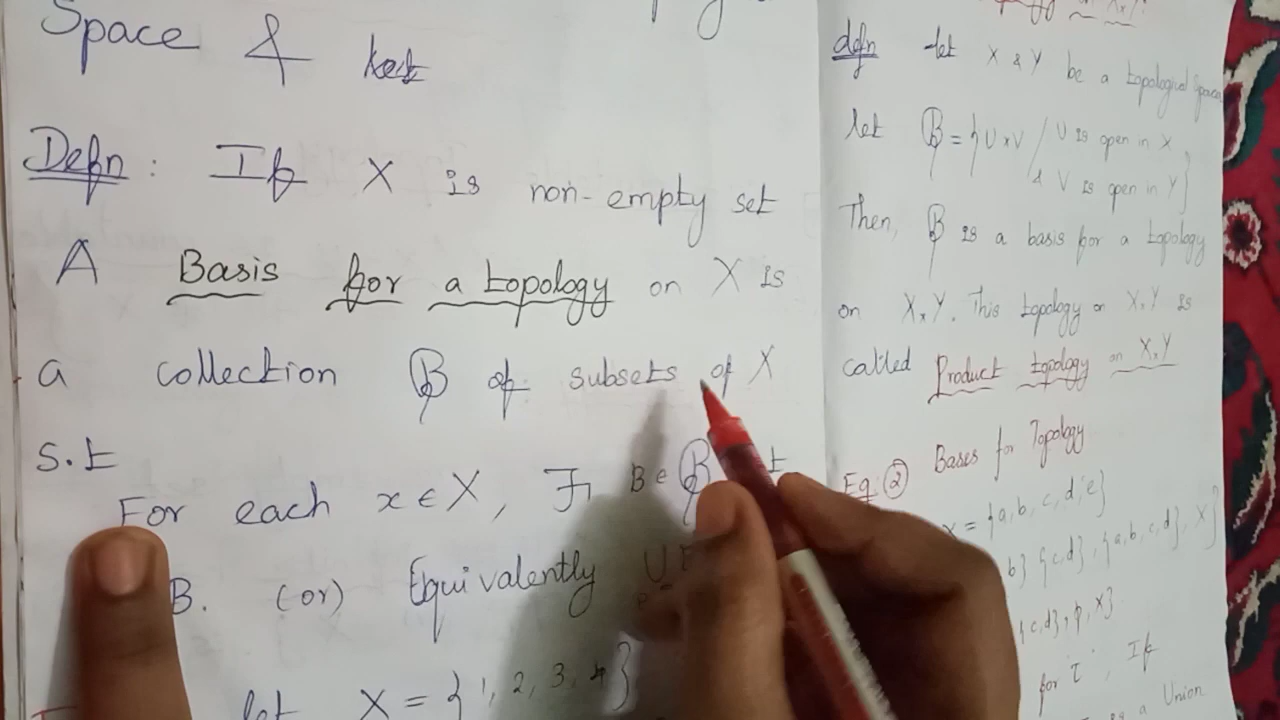 Space &
Defn : If X is non-empty set
A Basis for a topology on X is
a collection B of subsets of X
s.t
For each x ∈ X, ∃ B ∈ B
B. (or) Equivalently
let X = {1, 2, 3, 4}
defn let X & Y be a topological space
let B = {U×V / U is open in X
& V is open in Y}
Then, B is a basis for a topology
on X×Y. This topology on X×Y is
called Product topology on X×Y
Bases for Topology
Eg: ②
X = {a, b, c, d, e}
b} {c,d}, {a, b, c, d}, X}
{c,d}, φ, X}
for τ, If
is a Union